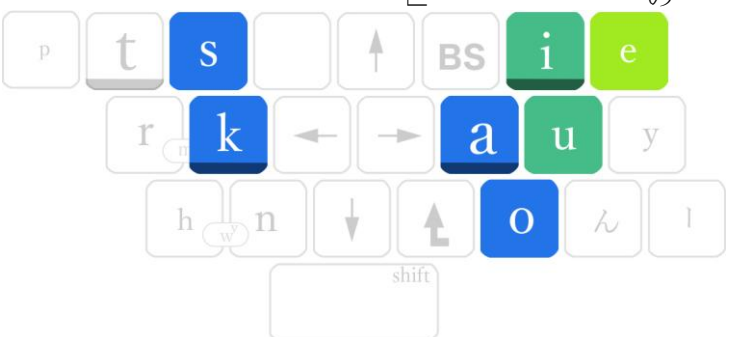 p t s ↑ BS i e
r m k ← → a u y
h w y n ↓ o ん l
shift